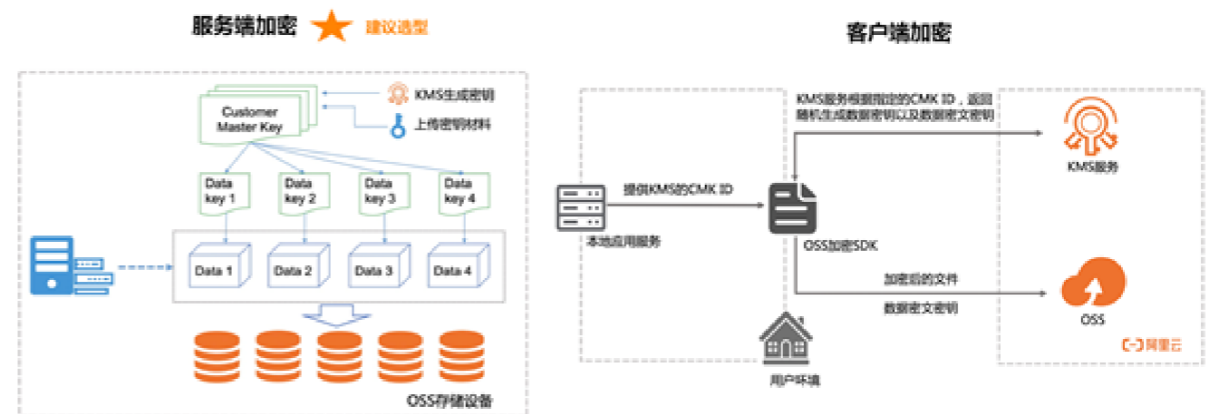 服务端加密
建议选型
Customer
Master Key
KMS生成密钥
上传密钥材料
Data
key 1
Data
key 2
Data
key 3
Data
key 4
Data 1
Data 2
Data 3
Data 4
OSS存储设备
客户端加密
KMS服务根据指定的CMK ID，返回
随机生成数据密钥以及数据密文密钥
KMS服务
提供KMS的CMK ID
本地应用服务
OSS加密SDK
加密后的文件
数据密文密钥
OSS
用户环境
阿里云